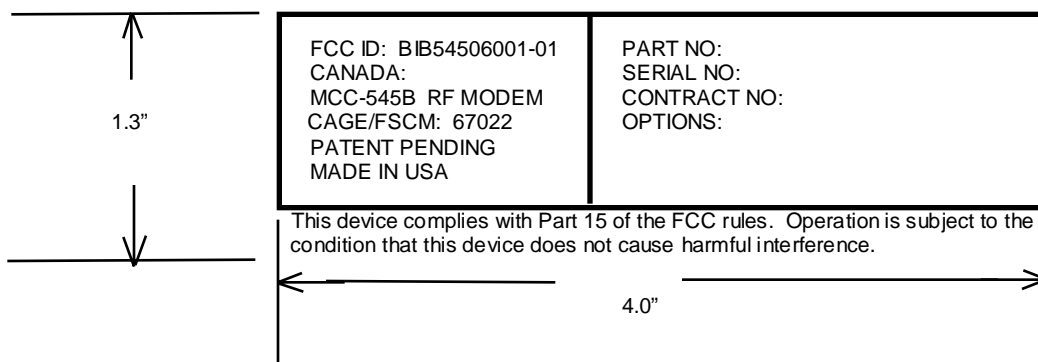 FCC ID: BIB54506001-01
CANADA:
MCC-545B RF MODEM
CAGE/FSCM: 67022
PATENT PENDING
MADE IN USA
PART NO:
SERIAL NO:
CONTRACT NO:
OPTIONS:
1.3”
This device complies with Part 15 of the FCC rules. Operation is subject to the
condition that this device does not cause harmful interference.
4.0”